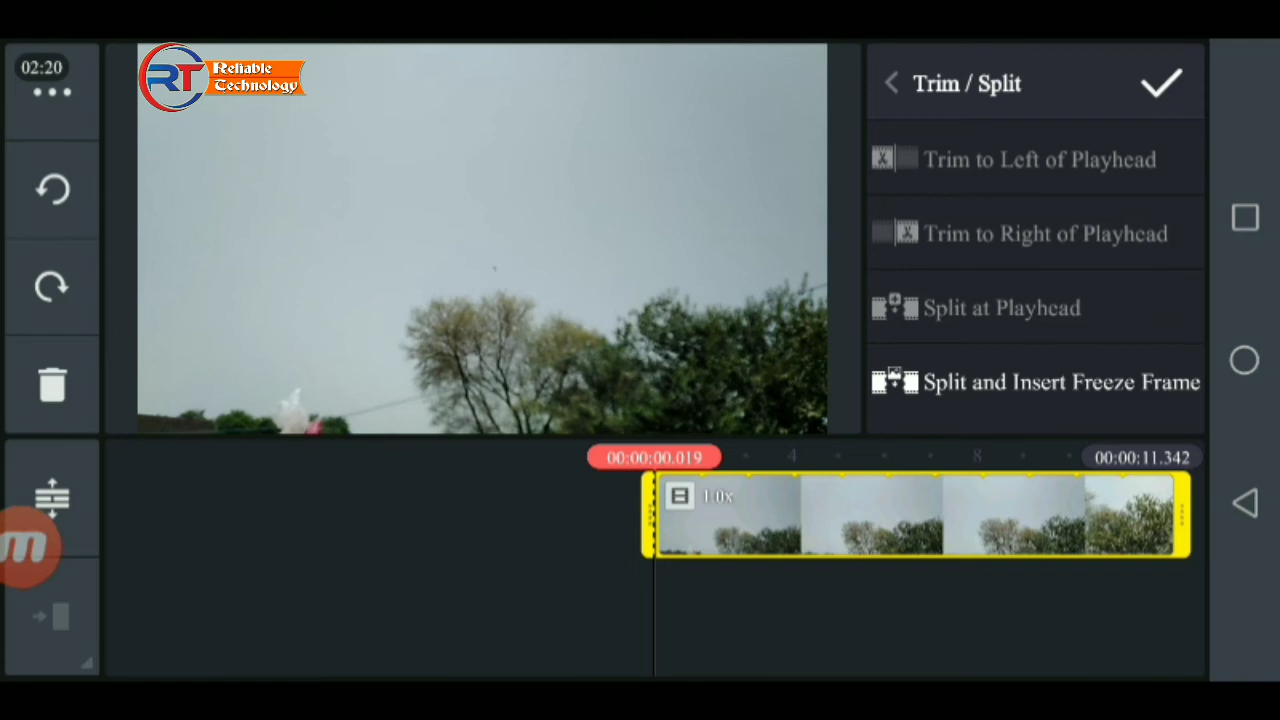 02:20
RT Reliable
Technology
Trim / Split
Trim to Left of Playhead
Trim to Right of Playhead
Split at Playhead
Split and Insert Freeze Frame
00:00:00.019
4
8
00:00:11.342
1.0x
m